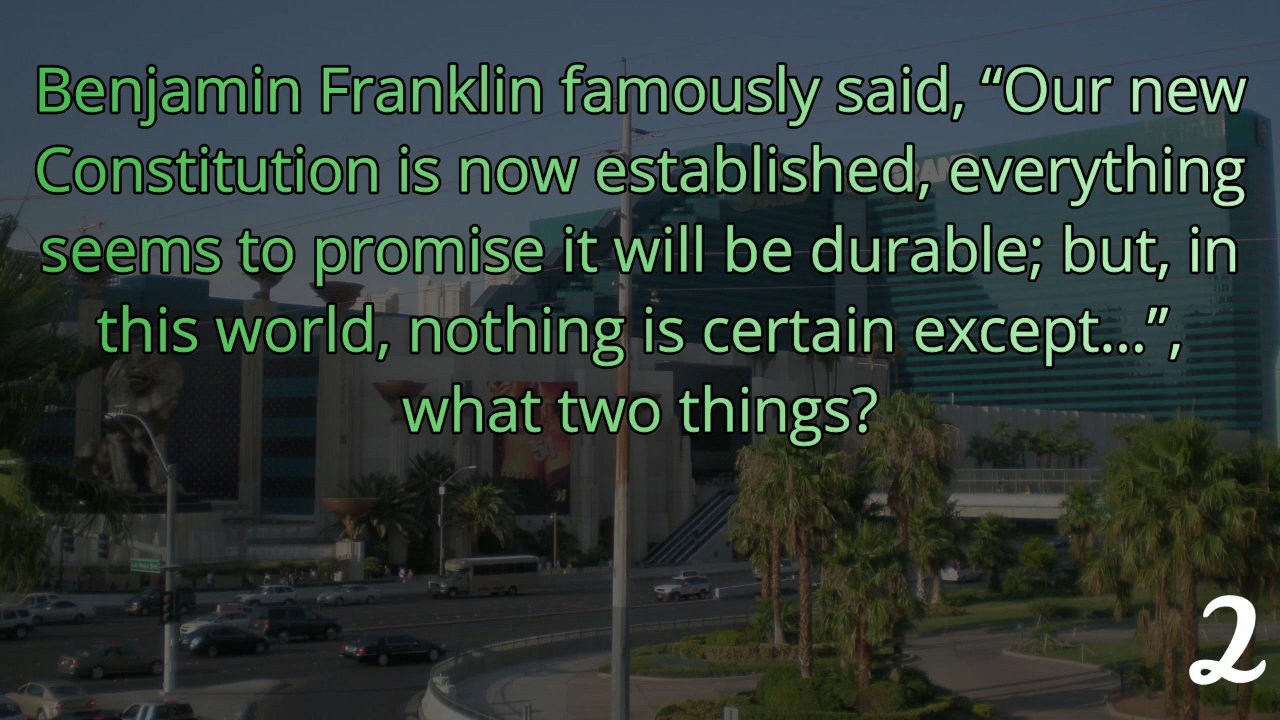 Benjamin Franklin famously said, “Our new
Constitution is now established, everything
seems to promise it will be durable; but, in
this world, nothing is certain except...”,
what two things?
2